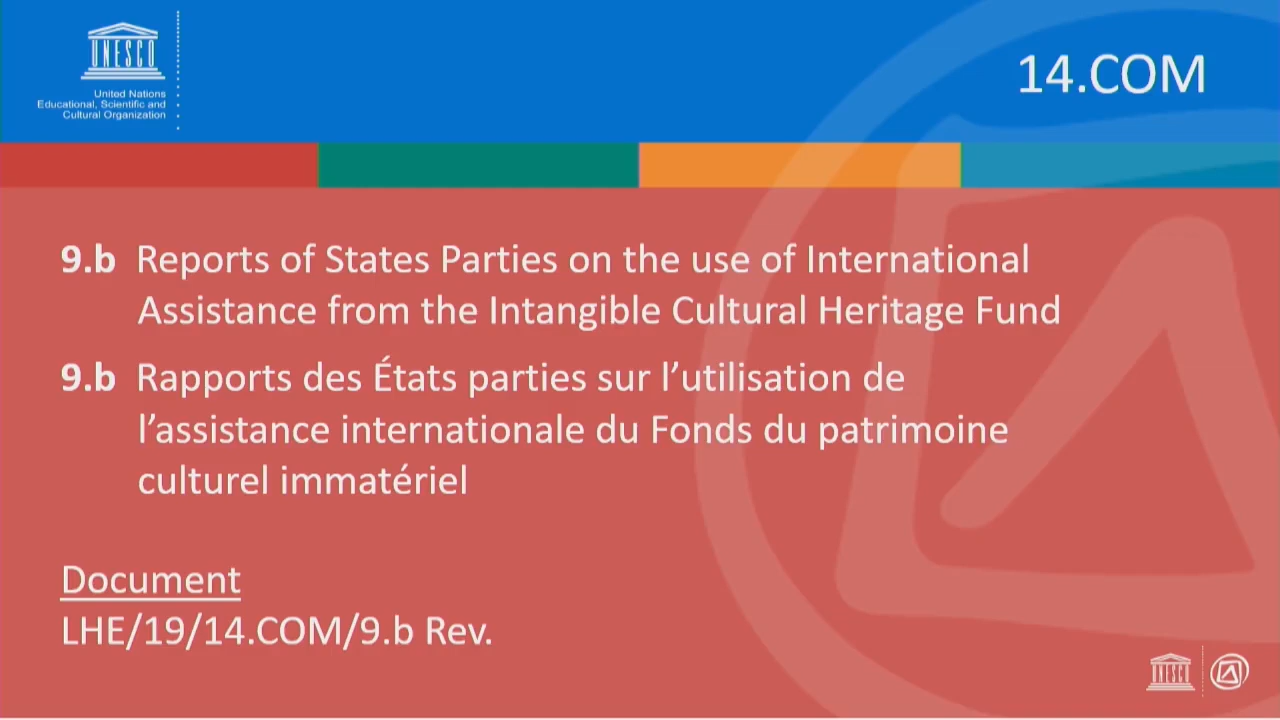 UNESCO
United Nations
Educational, Scientific and
Cultural Organization
14.COM
9.b Reports of States Parties on the use of International
Assistance from the Intangible Cultural Heritage Fund
9.b Rapports des États parties sur l’utilisation de
l’assistance internationale du Fonds du patrimoine
culturel immatériel
Document
LHE/19/14.COM/9.b Rev.
UNESCO